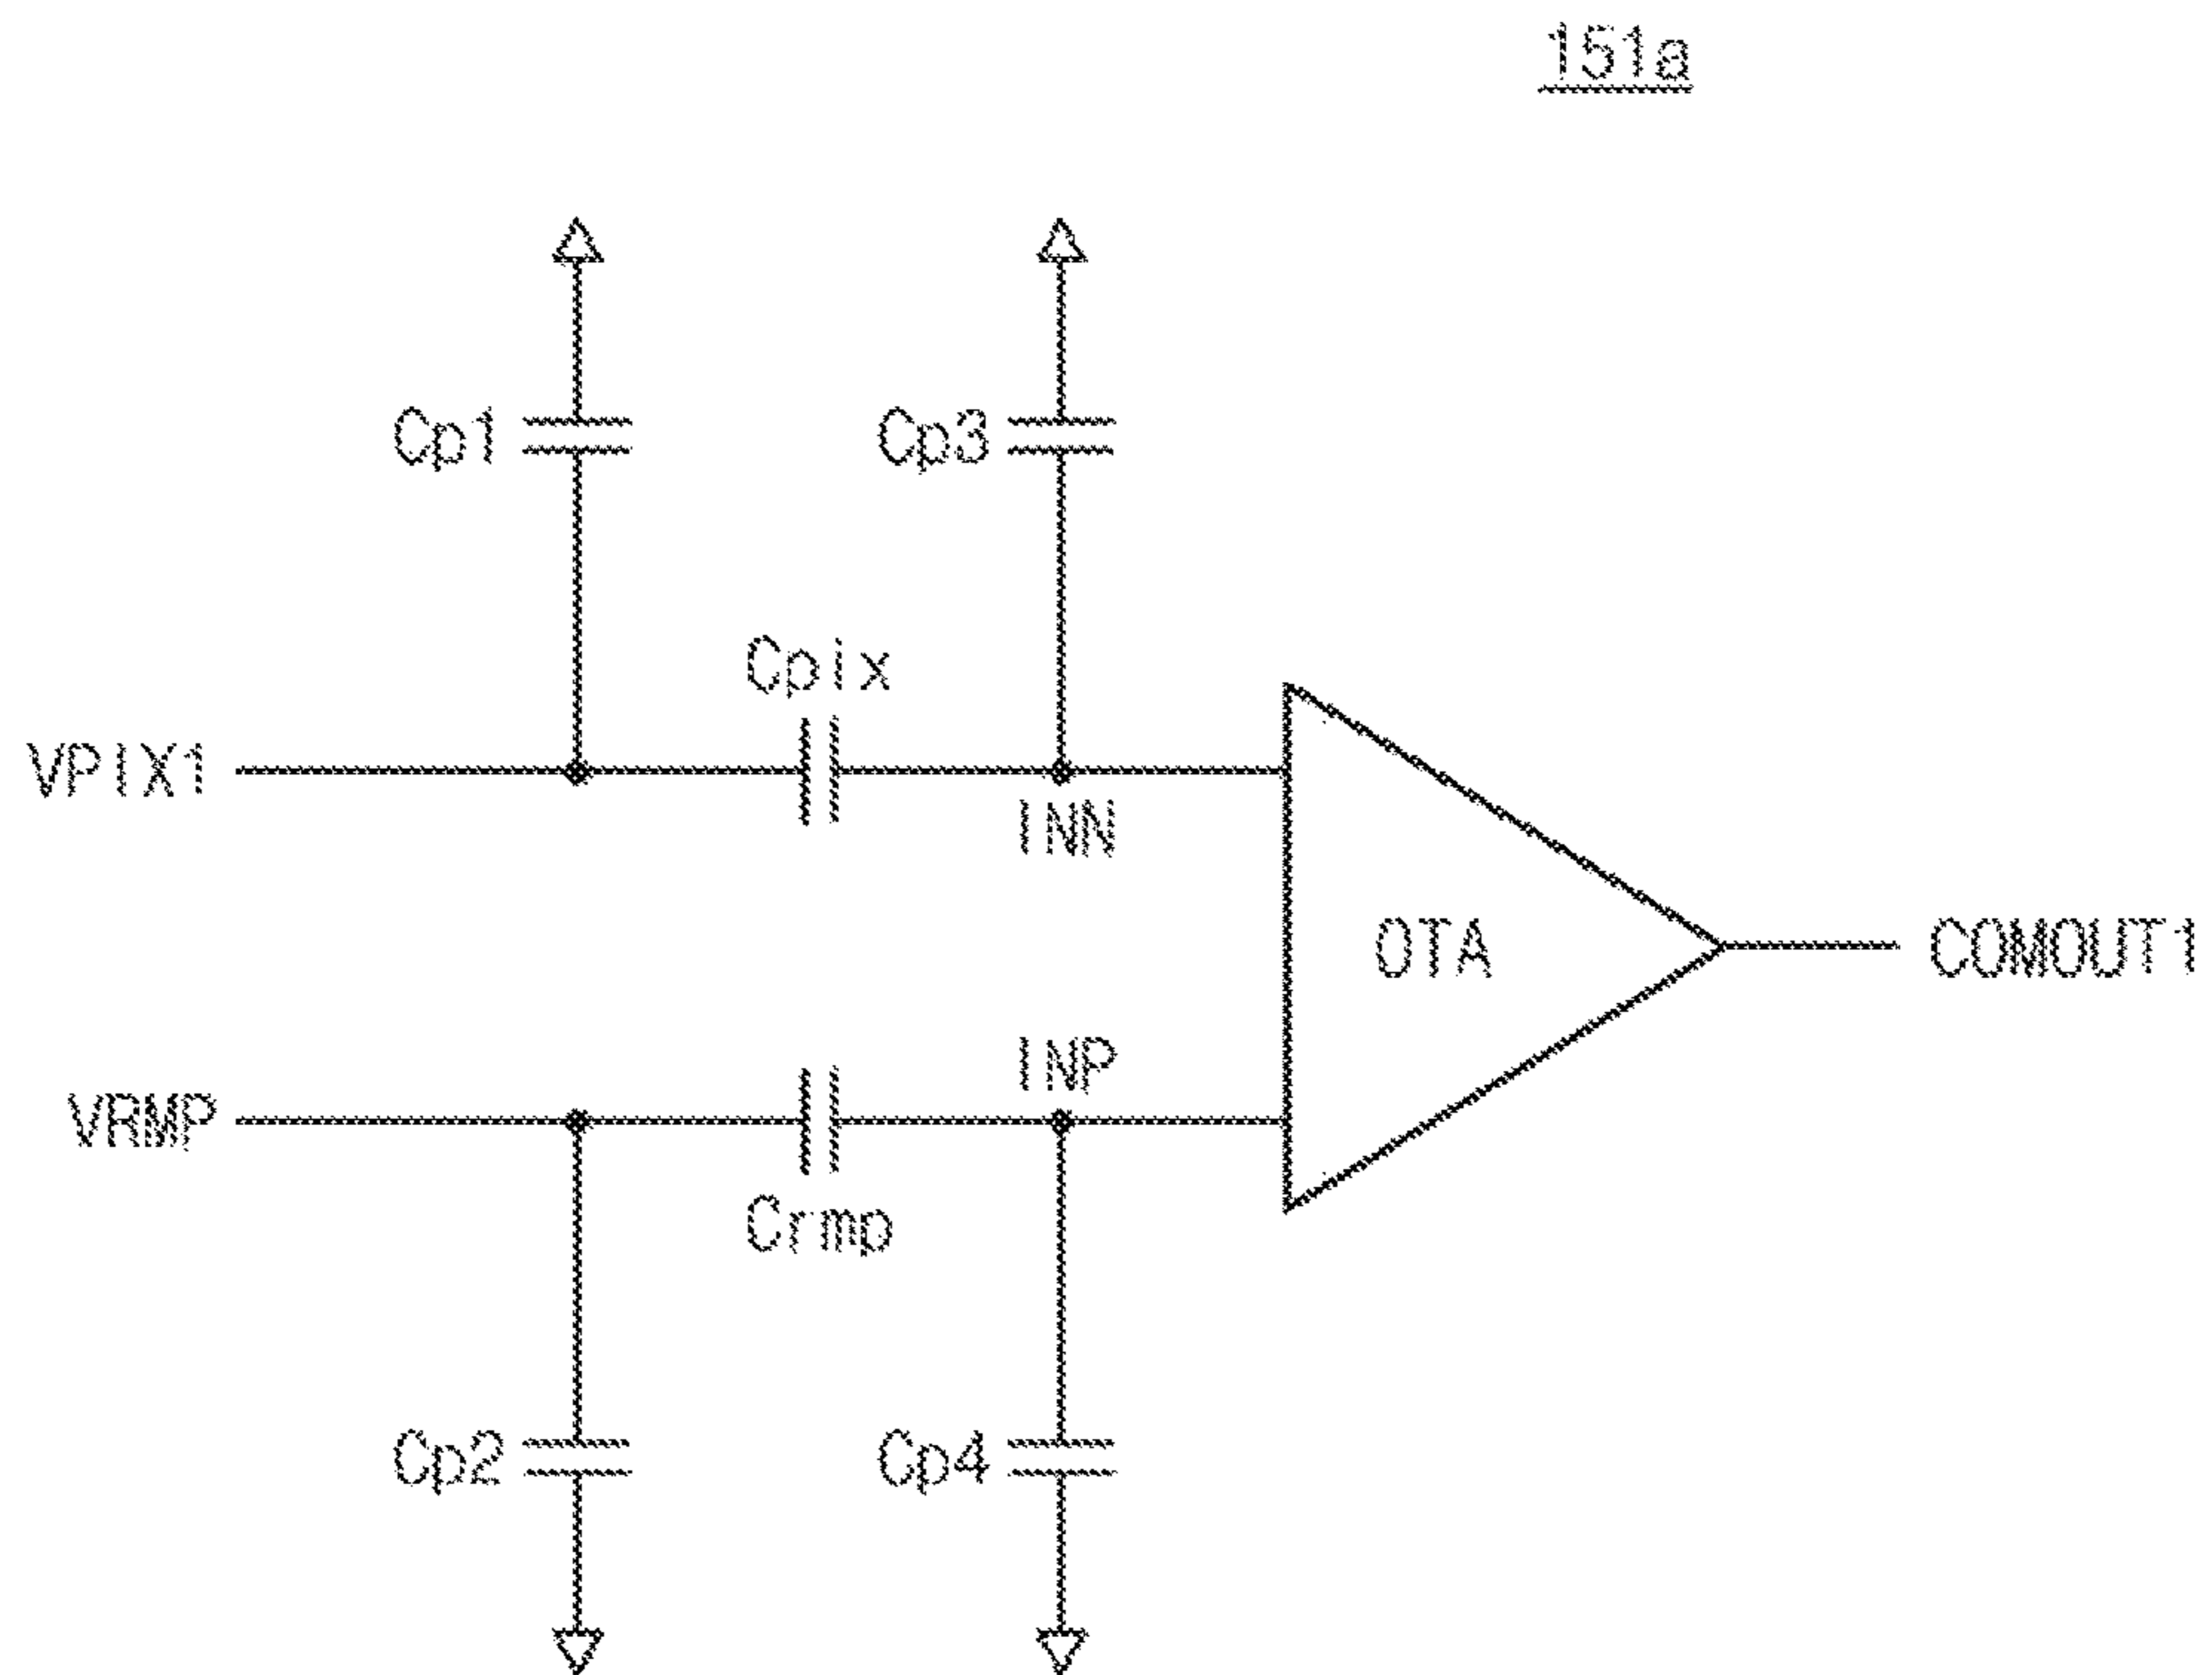 151a
Cp1
Cp3
Cpix
VPIX1
INN
OTA
COMOUT1
INP
VRMP
Crmp
Cp2
Cp4